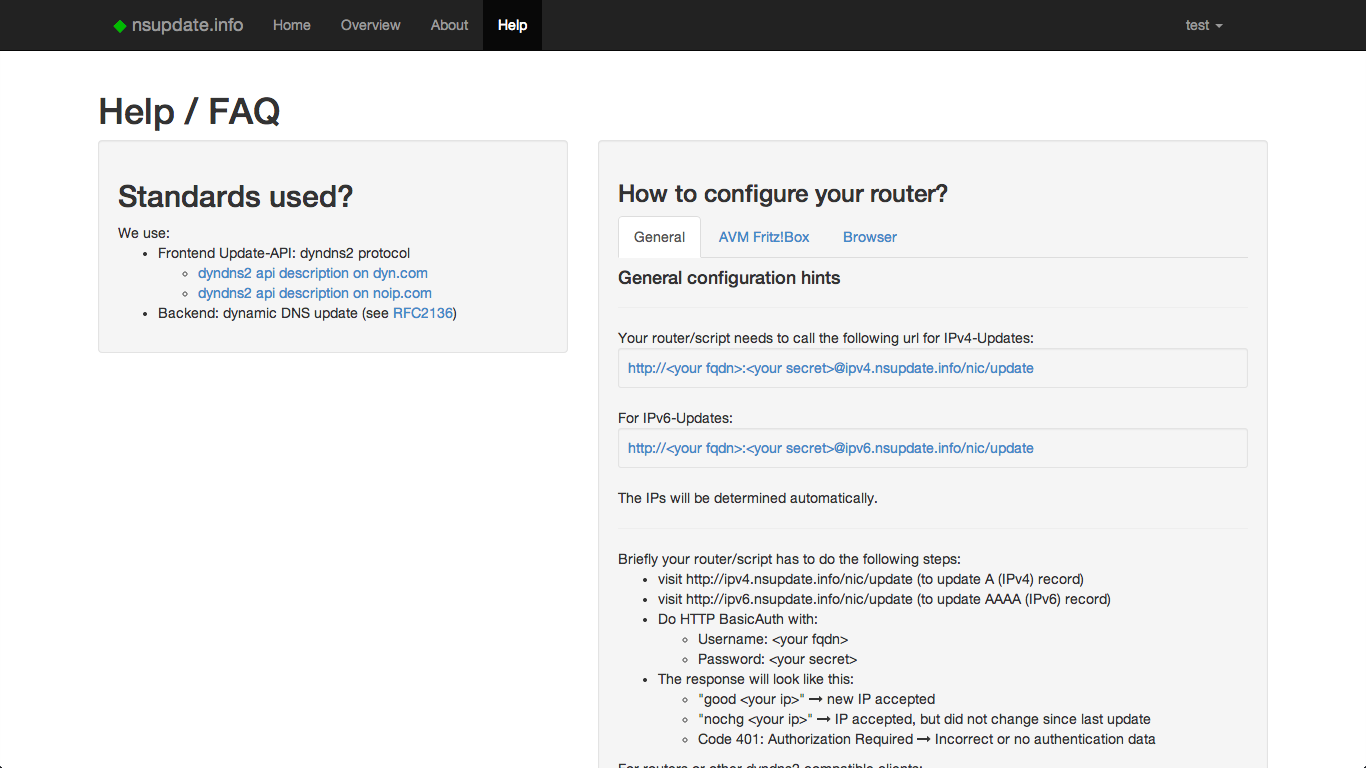 nsupdate.info Home Overview About Help test
Help / FAQ
Standards used?
We use:
Frontend Update-API: dyndns2 protocol
dyndns2 api description on dyn.com
dyndns2 api description on noip.com
Backend: dynamic DNS update (see RFC2136)
How to configure your router?
General AVM Fritz!Box Browser
General configuration hints
Your router/script needs to call the following url for IPv4-Updates:
http://<your fqdn>:<your secret>@ipv4.nsupdate.info/nic/update
For IPv6-Updates:
http://<your fqdn>:<your secret>@ipv6.nsupdate.info/nic/update
The IPs will be determined automatically.
Briefly your router/script has to do the following steps:
visit http://ipv4.nsupdate.info/nic/update (to update A (IPv4) record)
visit http://ipv6.nsupdate.info/nic/update (to update AAAA (IPv6) record)
Do HTTP BasicAuth with:
Username: <your fqdn>
Password: <your secret>
The response will look like this:
"good <your ip>" → new IP accepted
"nochg <your ip>" → IP accepted, but did not change since last update
Code 401: Authorization Required → Incorrect or no authentication data
For routers or other dyndns2 compatible clients: